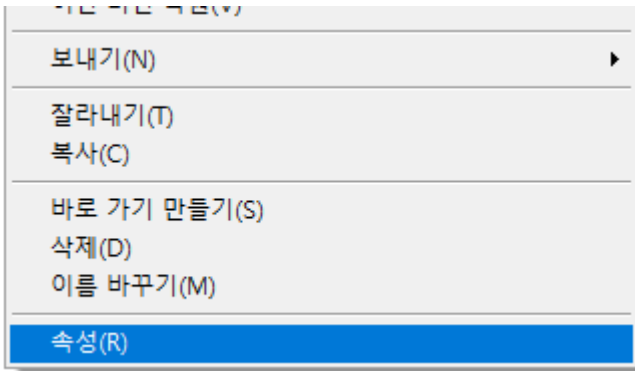 보내기(N)
잘라내기(T)
복사(C)
바로 가기 만들기(S)
삭제(D)
이름 바꾸기(M)
속성(R)